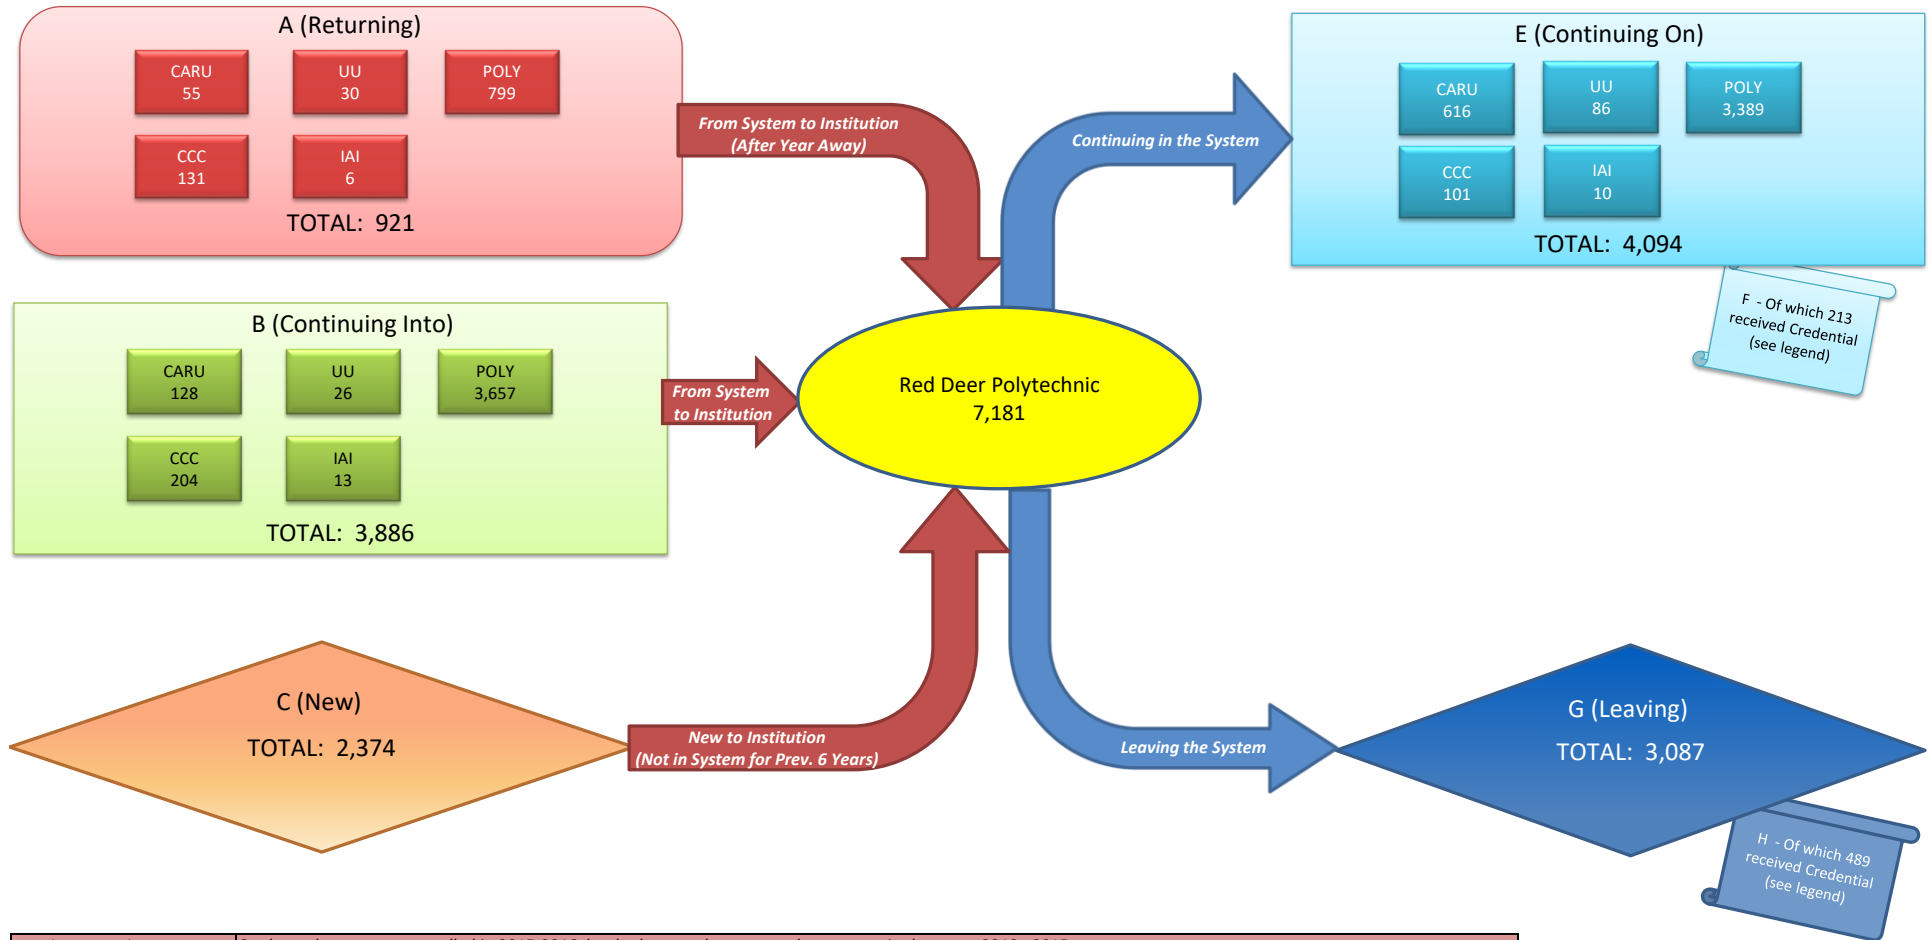 A (Returning)
CARU
55
UU
30
POLY
799
CCC
131
IAI
6
TOTAL: 921
From System to Institution
(After Year Away)
B (Continuing Into)
CARU
128
UU
26
POLY
3,657
CCC
204
IAI
13
TOTAL: 3,886
From System
to Institution
C (New)
TOTAL: 2,374
New to Institution
(Not in System for Prev. 6 Years)
Red Deer Polytechnic
7,181
Continuing in the System
E (Continuing On)
CARU
616
UU
86
POLY
3,389
CCC
101
IAI
10
TOTAL: 4,094
F - Of which 213
received Credential
(see legend)
Leaving the System
G (Leaving)
TOTAL: 3,087
H - Of which 489
received Credential
(see legend)